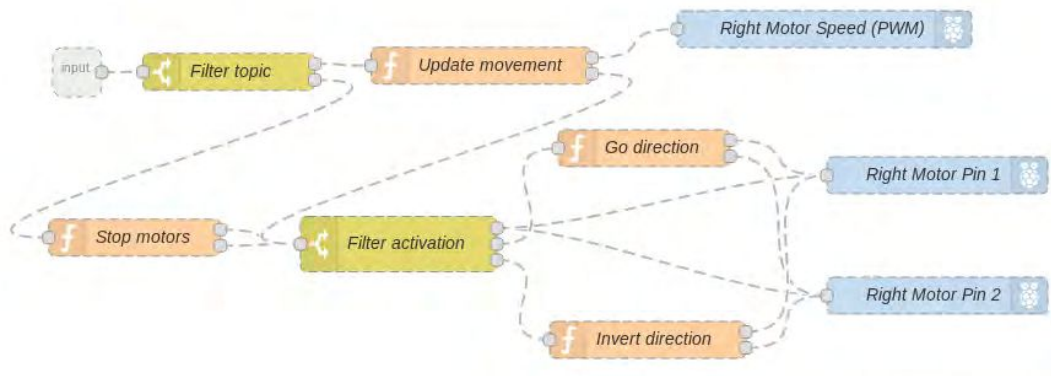 Right Motor Speed (PWM)
input
Filter topic
Update movement
Go direction
Right Motor Pin 1
Stop motors
Filter activation
Right Motor Pin 2
Invert direction